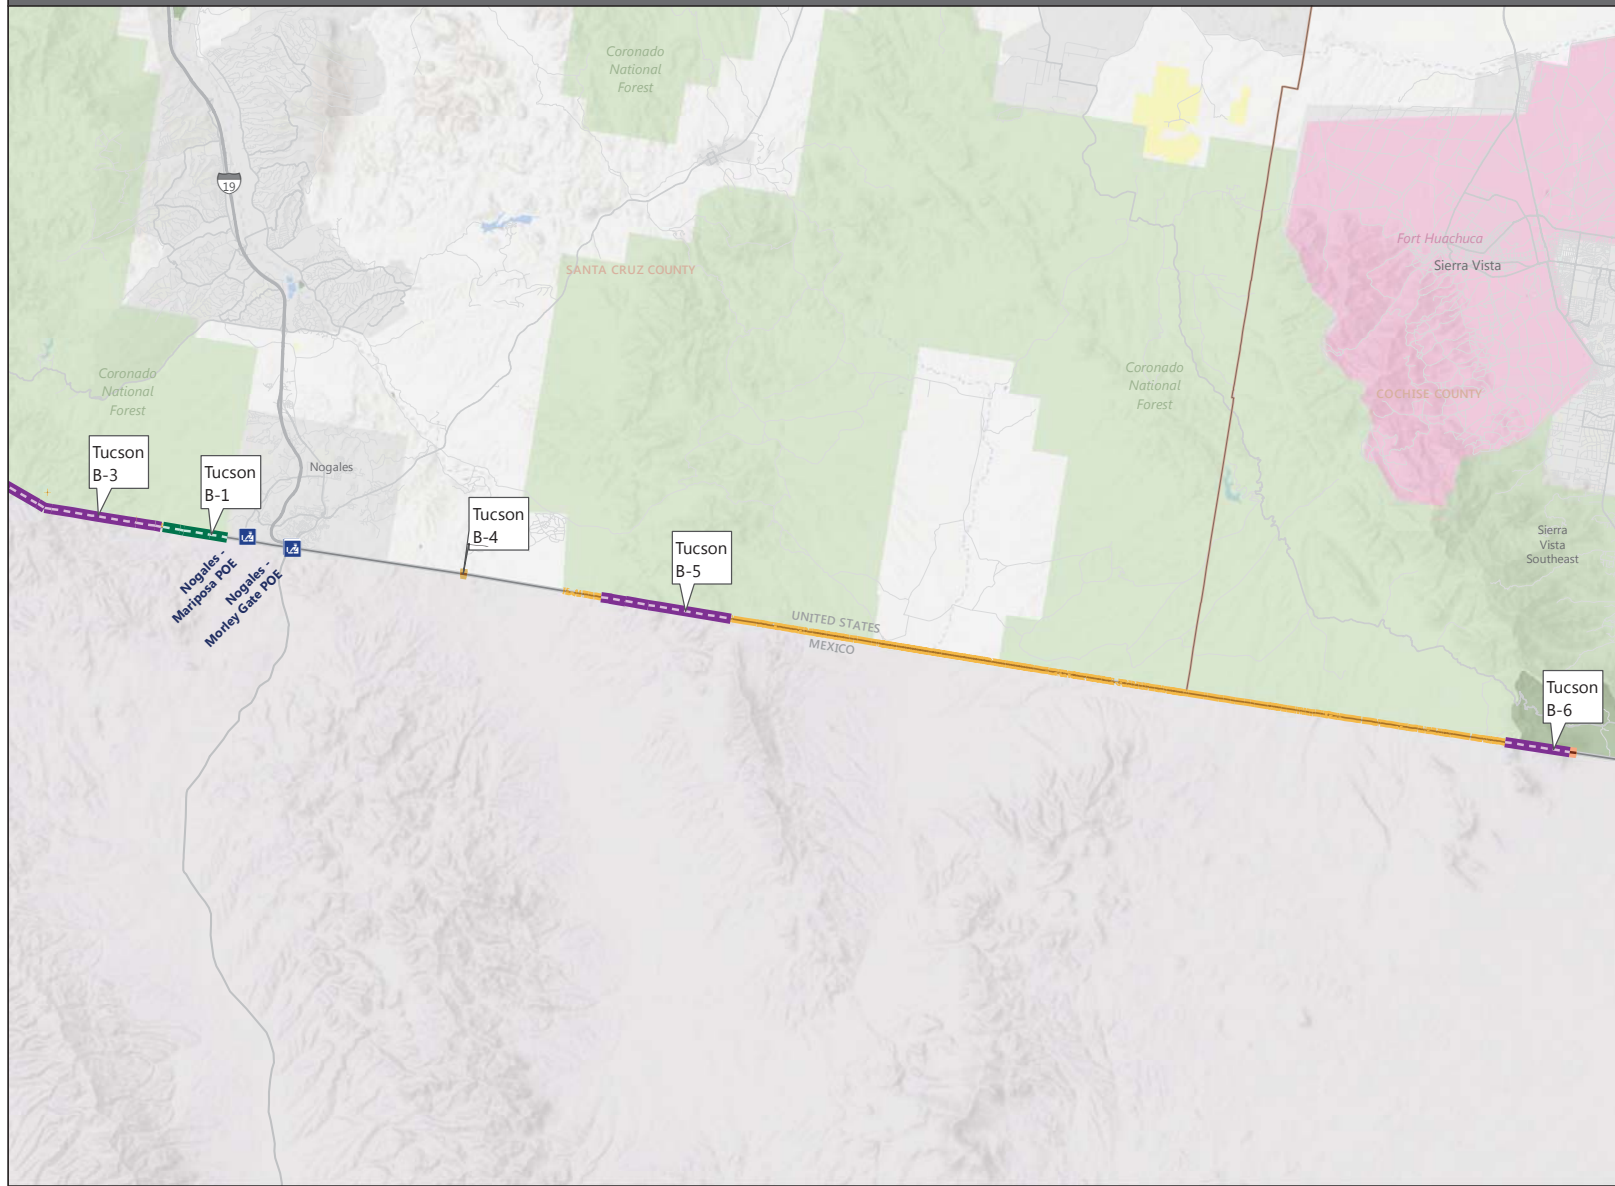 Coronado
National
Forest
19
SANTA CRUZ COUNTY
Fort Huachuca
Sierra Vista
Coronado
National
Forest
Coronado
National
Forest
COCHISE COUNTY
Tucson
B-3
Tucson
B-1
Nogales
Tucson
B-4
Tucson
B-5
Sierra
Vista
Southeast
Nogales -
Mariposa POE
Nogales -
Morley Gate POE
UNITED STATES
MEXICO
Tucson
B-6